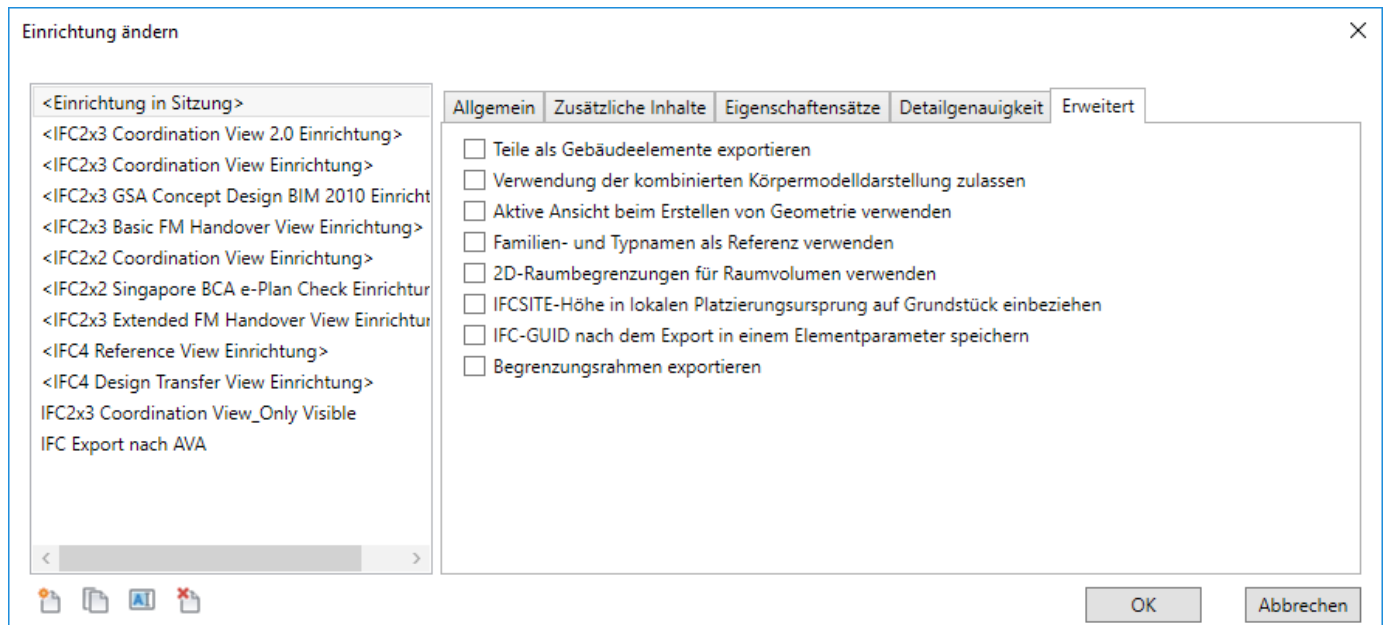 Einrichtung ändern
<Einrichtung in Sitzung>
<IFC2x3 Coordination View 2.0 Einrichtung>
<IFC2x3 Coordination View Einrichtung>
<IFC2x3 GSA Concept Design BIM 2010 Einricht
<IFC2x3 Basic FM Handover View Einrichtung>
<IFC2x2 Coordination View Einrichtung>
<IFC2x2 Singapore BCA e-Plan Check Einrichtur
<IFC2x3 Extended FM Handover View Einrichtur
<IFC4 Reference View Einrichtung>
<IFC4 Design Transfer View Einrichtung>
IFC2x3 Coordination View_Only Visible
IFC Export nach AVA
Allgemein Zusätzliche Inhalte Eigenschaftensätze Detailgenauigkeit Erweitert
Teile als Gebäudeelemente exportieren
Verwendung der kombinierten Körpermodelldarstellung zulassen
Aktive Ansicht beim Erstellen von Geometrie verwenden
Familien- und Typnamen als Referenz verwenden
2D-Raumbegrenzungen für Raumvolumen verwenden
IFCSITE-Höhe in lokalen Platzierungsursprung auf Grundstück einbeziehen
IFC-GUID nach dem Export in einem Elementparameter speichern
Begrenzungsrahmen exportieren
OK Abbrechen